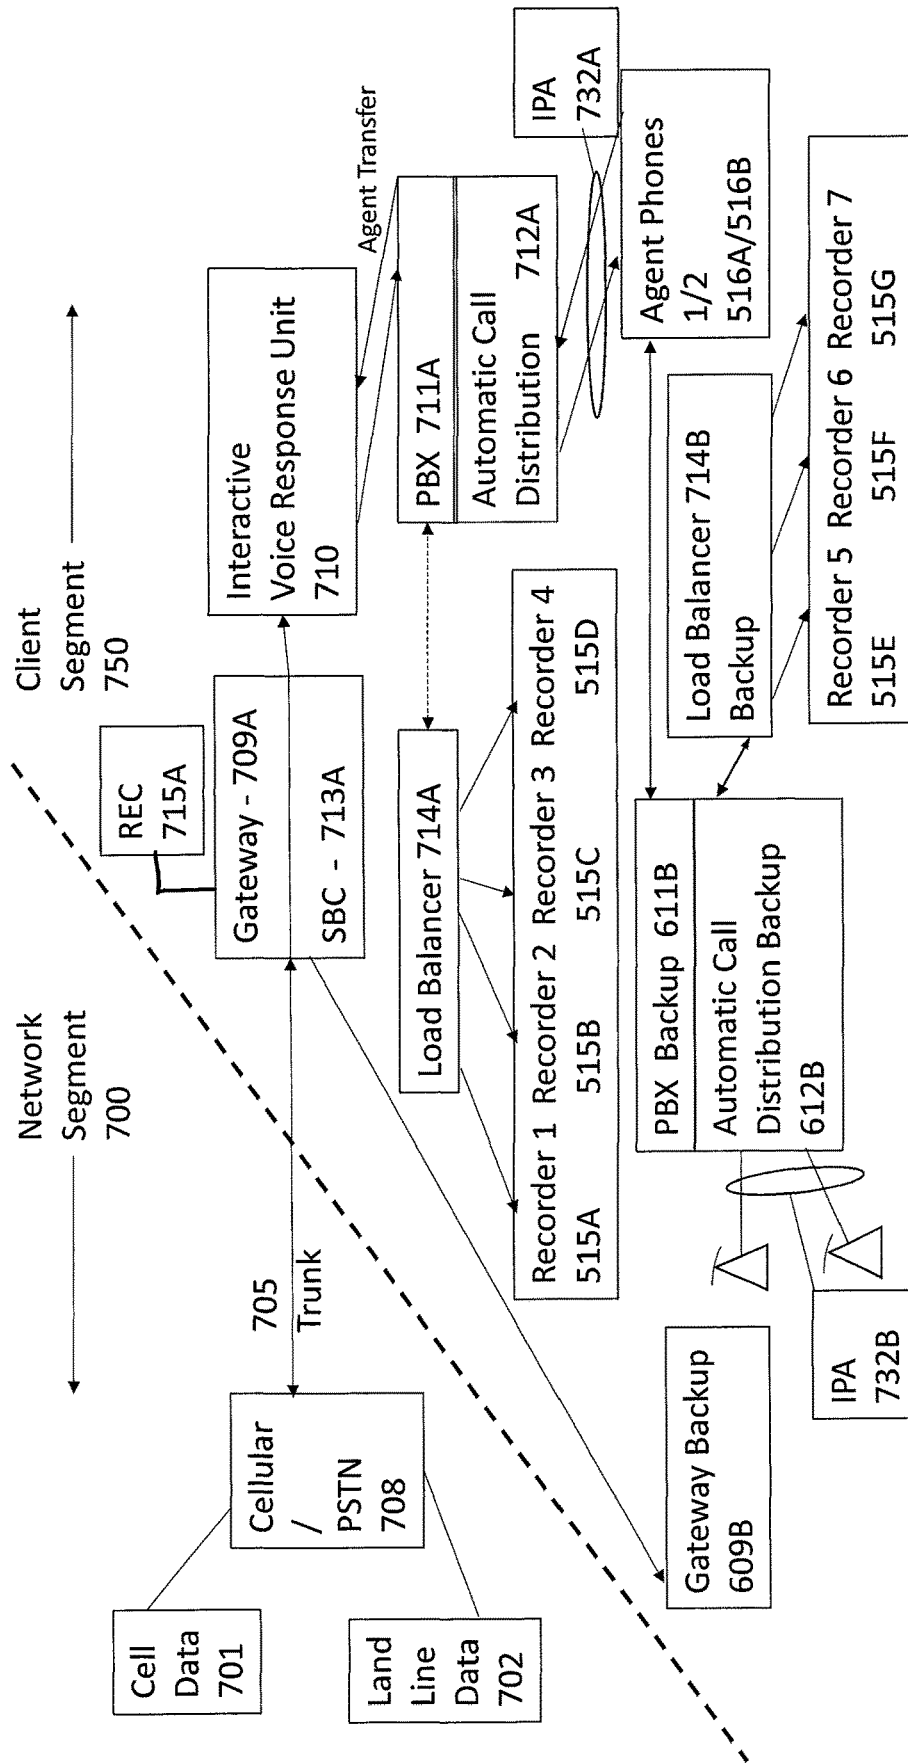 Network
Segment
700
Client
Segment
750
Cell
Data
701
Land
Line
Data
702
Cellular
/
PSTN
708
705
Trunk
REC
715A
Gateway - 709A
SBC - 713A
Interactive
Voice Response Unit
710
Agent Transfer
PBX 711A
Automatic Call
Distribution 712A
IPA
732A
Agent Phones
1/2
516A/516B
Load Balancer 714A
Recorder 1 Recorder 2 Recorder 3 Recorder 4
515A 515B 515C 515D
Gateway Backup
609B
PBX Backup 611B
Automatic Call
Distribution Backup
612B
IPA
732B
Load Balancer 714B
Backup
Recorder 5 Recorder 6 Recorder 7
515E 515F 515G